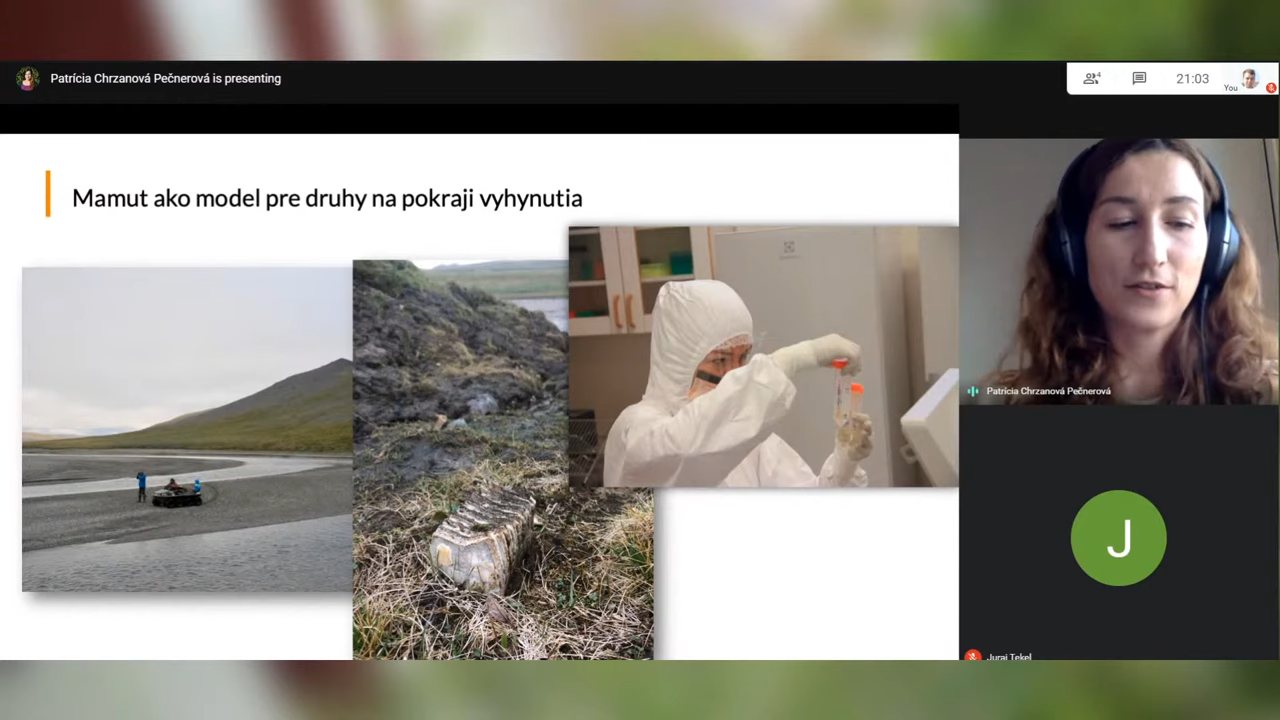 Patrícia Chrzanová Pečnerová is presenting
4
21:03
You
Mamut ako model pre druhy na pokraji vyhynutia
Patrícia Chrzanová Pečnerová
J
Juraj Tekel